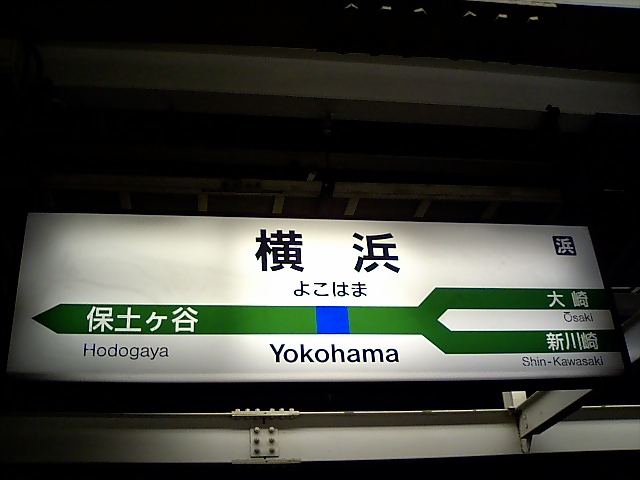 横 浜
浜
よこはま
保土ヶ谷
大崎
Ōsaki
新川崎
Hodogaya
Yokohama
Shin-Kawasaki